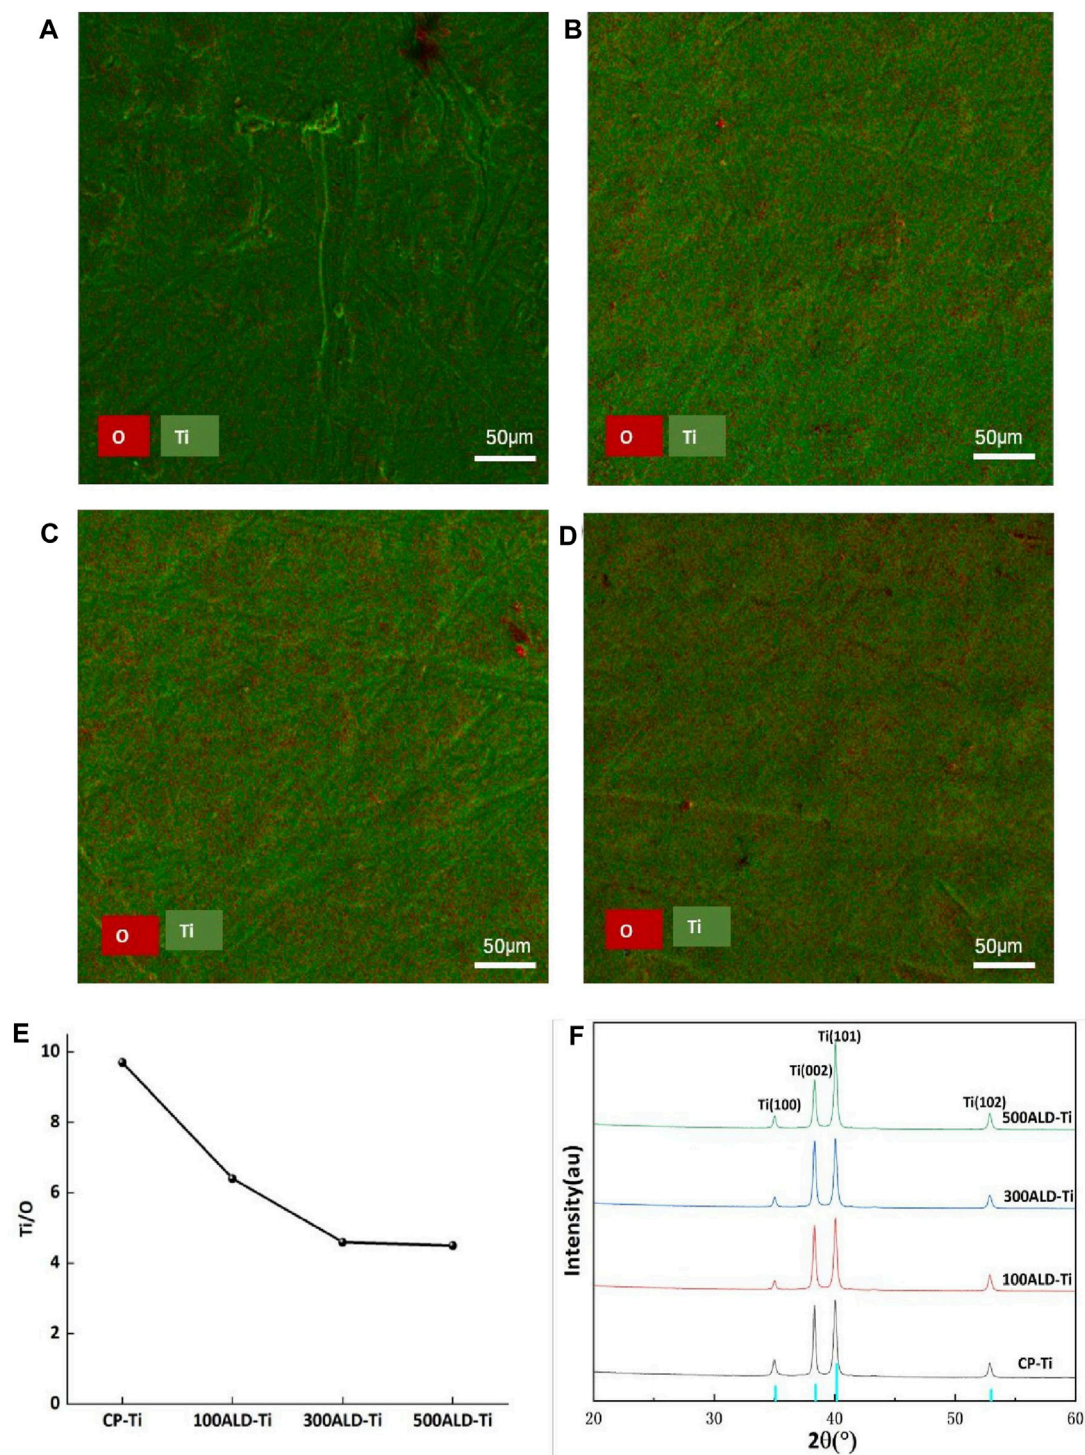 A
B
O
Ti
50μm
O
Ti
50μm
C
D
O
Ti
50μm
O
Ti
50μm
E
10
8
6
4
2
0
Ti/O
CP-Ti
100ALD-Ti
300ALD-Ti
500ALD-Ti
F
Ti(101)
Ti(002)
Ti(100)
Ti(102)
500ALD-Ti
300ALD-Ti
100ALD-Ti
CP-Ti
Intensity(au)
20
30
40
50
60
2θ(°)